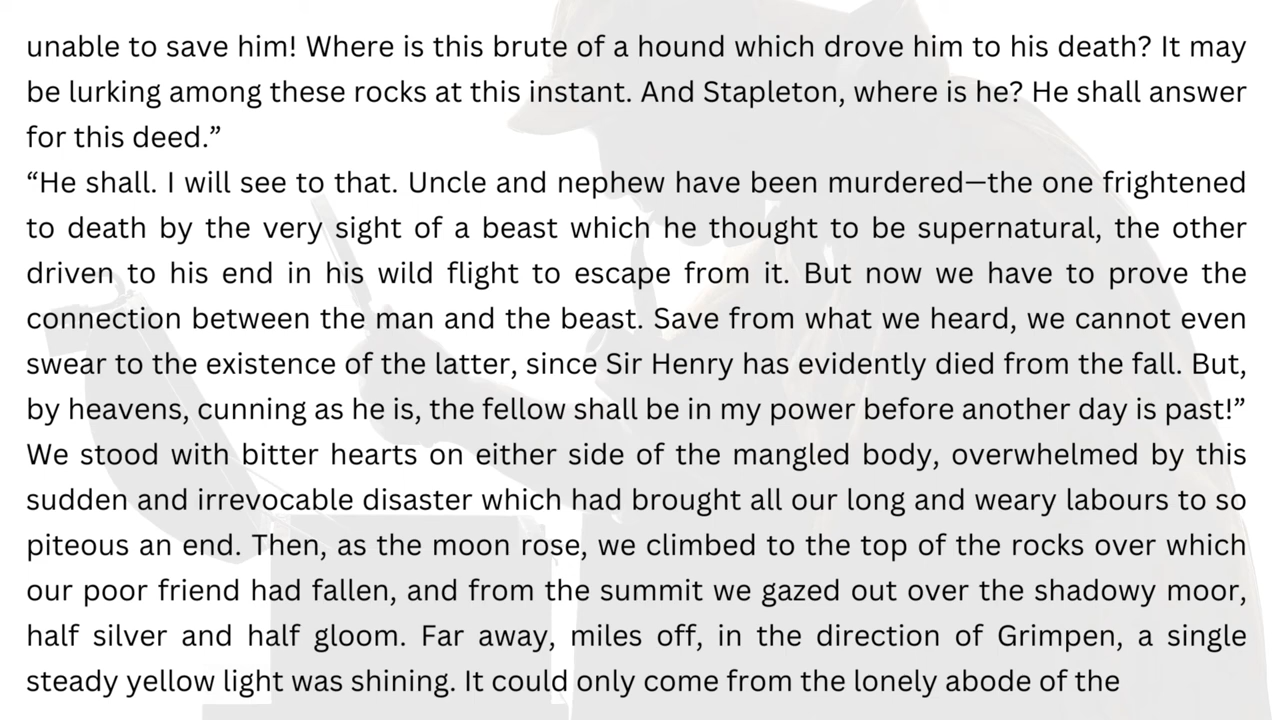 unable to save him! Where is this brute of a hound which drove him to his death? It may
be lurking among these rocks at this instant. And Stapleton, where is he? He shall answer
for this deed.”
“He shall. I will see to that. Uncle and nephew have been murdered—the one frightened
to death by the very sight of a beast which he thought to be supernatural, the other
driven to his end in his wild flight to escape from it. But now we have to prove the
connection between the man and the beast. Save from what we heard, we cannot even
swear to the existence of the latter, since Sir Henry has evidently died from the fall. But,
by heavens, cunning as he is, the fellow shall be in my power before another day is past!”
We stood with bitter hearts on either side of the mangled body, overwhelmed by this
sudden and irrevocable disaster which had brought all our long and weary labours to so
piteous an end. Then, as the moon rose, we climbed to the top of the rocks over which
our poor friend had fallen, and from the summit we gazed out over the shadowy moor,
half silver and half gloom. Far away, miles off, in the direction of Grimpen, a single
steady yellow light was shining. It could only come from the lonely abode of the